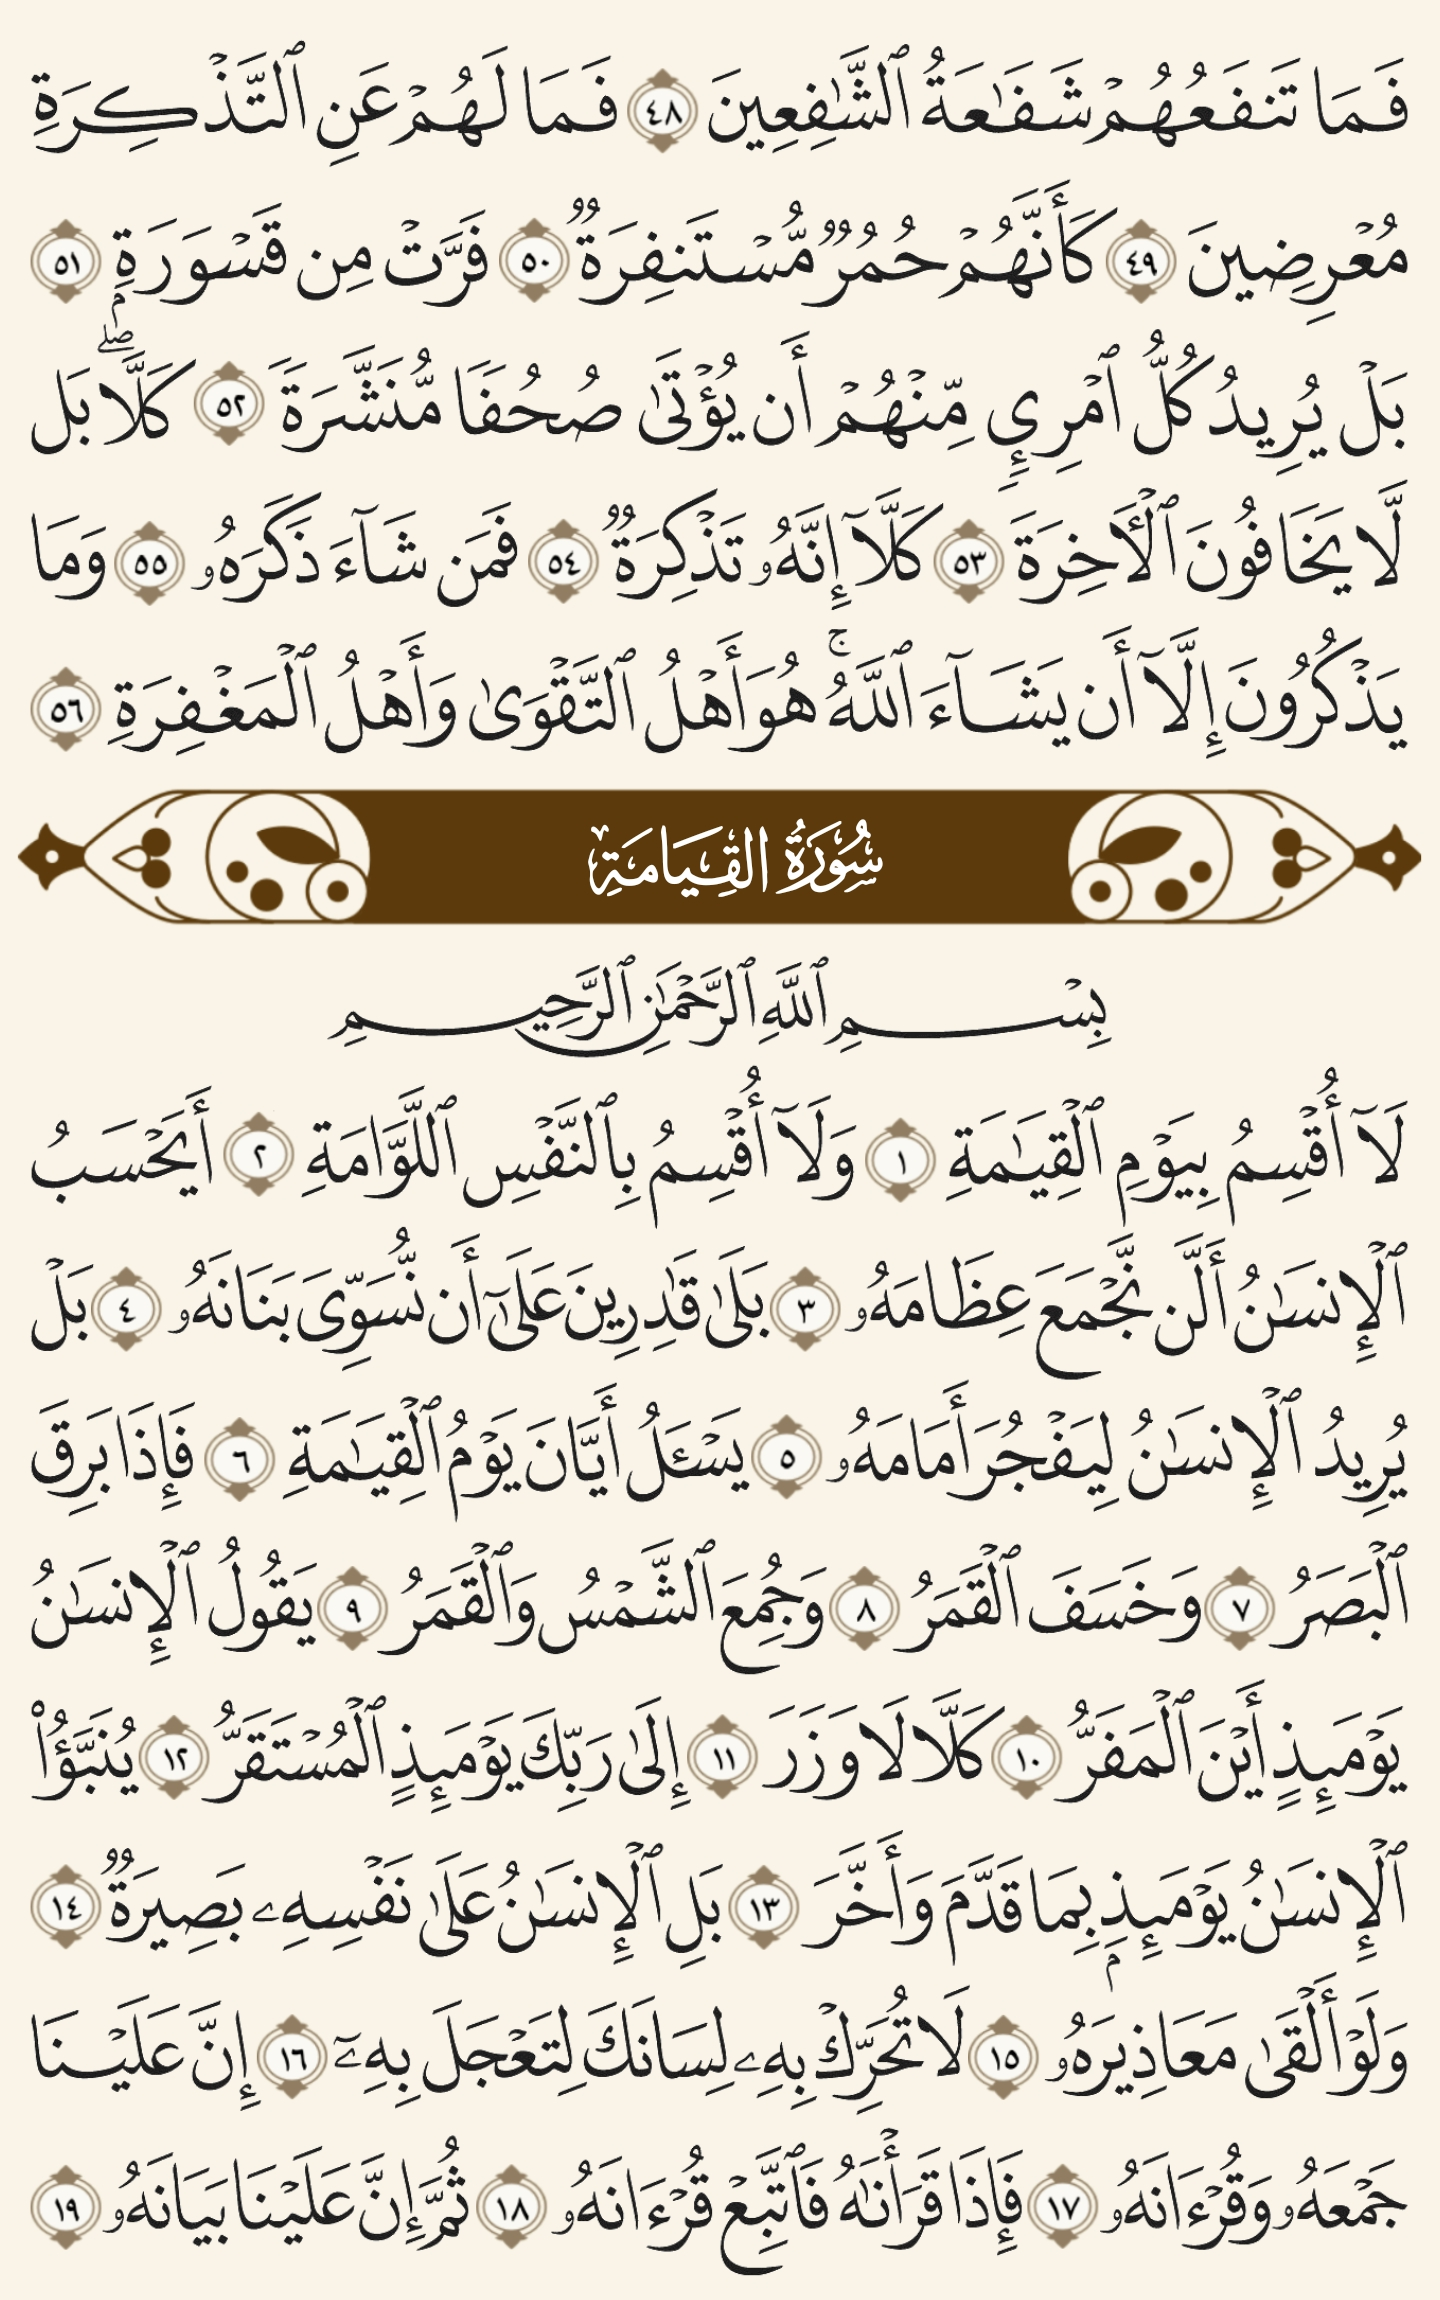 فَمَا تَنفَعُهُمْ شَفَٰعَةُ ٱلشَّٰفِعِينَ ٤٨ فَمَا لَهُمْ عَنِ ٱلتَّذْكِرَةِ
مُعْرِضِينَ ٤٩ كَأَنَّهُمْ حُمُرٌ مُّسْتَنفِرَةٌ ٥٠ فَرَّتْ مِن قَسْوَرَةِۭ ٥١
بَلْ يُرِيدُ كُلُّ ٱمْرِئٍ مِّنْهُمْ أَن يُؤْتَىٰ صُحُفًا مُّنَشَّرَةً ٥٢ كَلَّاۖ بَل
لَّا يَخَافُونَ ٱلْأٓخِرَةَ ٥٣ كَلَّآ إِنَّهُۥ تَذْكِرَةٌ ٥٤ فَمَن شَآءَ ذَكَرَهُۥ ٥٥ وَمَا
يَذْكُرُونَ إِلَّآ أَن يَشَآءَ ٱللَّهُۚ هُوَ أَهْلُ ٱلتَّقْوَىٰ وَأَهْلُ ٱلْمَغْفِرَةِ ٥٦
سُورَةُ القِيَامَةِ
بِسْمِ ٱللَّهِ ٱلرَّحْمَٰنِ ٱلرَّحِيمِ
لَآ أُقْسِمُ بِيَوْمِ ٱلْقِيَٰمَةِ ١ وَلَآ أُقْسِمُ بِٱلنَّفْسِ ٱللَّوَّامَةِ ٢ أَيَحْسَبُ
ٱلْإِنسَٰنُ أَلَّن نَّجْمَعَ عِظَامَهُۥ ٣ بَلَىٰ قَٰدِرِينَ عَلَىٰٓ أَن نُّسَوِّىَ بَنَانَهُۥ ٤ بَلْ
يُرِيدُ ٱلْإِنسَٰنُ لِيَفْجُرَ أَمَامَهُۥ ٥ يَسْـَٔلُ أَيَّانَ يَوْمُ ٱلْقِيَٰمَةِ ٦ فَإِذَا بَرِقَ
ٱلْبَصَرُ ٧ وَخَسَفَ ٱلْقَمَرُ ٨ وَجُمِعَ ٱلشَّمْسُ وَٱلْقَمَرُ ٩ يَقُولُ ٱلْإِنسَٰنُ
يَوْمَئِذٍ أَيْنَ ٱلْمَفَرُّ ١٠ كَلَّا لَا وَزَرَ ١١ إِلَىٰ رَبِّكَ يَوْمَئِذٍ ٱلْمُسْتَقَرُّ ١٢ يُنَبَّؤُا۟
ٱلْإِنسَٰنُ يَوْمَئِذِۭ بِمَا قَدَّمَ وَأَخَّرَ ١٣ بَلِ ٱلْإِنسَٰنُ عَلَىٰ نَفْسِهِۦ بَصِيرَةٌ ١٤
وَلَوْ أَلْقَىٰ مَعَاذِيرَهُۥ ١٥ لَا تُحَرِّكْ بِهِۦ لِسَانَكَ لِتَعْجَلَ بِهِۦٓ ١٦ إِنَّ عَلَيْنَا
جَمْعَهُۥ وَقُرْءَانَهُۥ ١٧ فَإِذَا قَرَأْنَٰهُ فَٱتَّبِعْ قُرْءَانَهُۥ ١٨ ثُمَّ إِنَّ عَلَيْنَا بَيَانَهُۥ ١٩